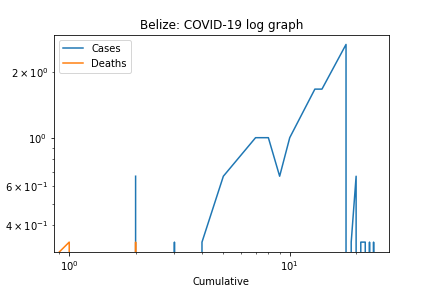 Belize: COVID-19 log graph
Cases
Deaths
2 × 10⁰
10⁰
6 × 10⁻¹
4 × 10⁻¹
10⁰
10¹
Cumulative